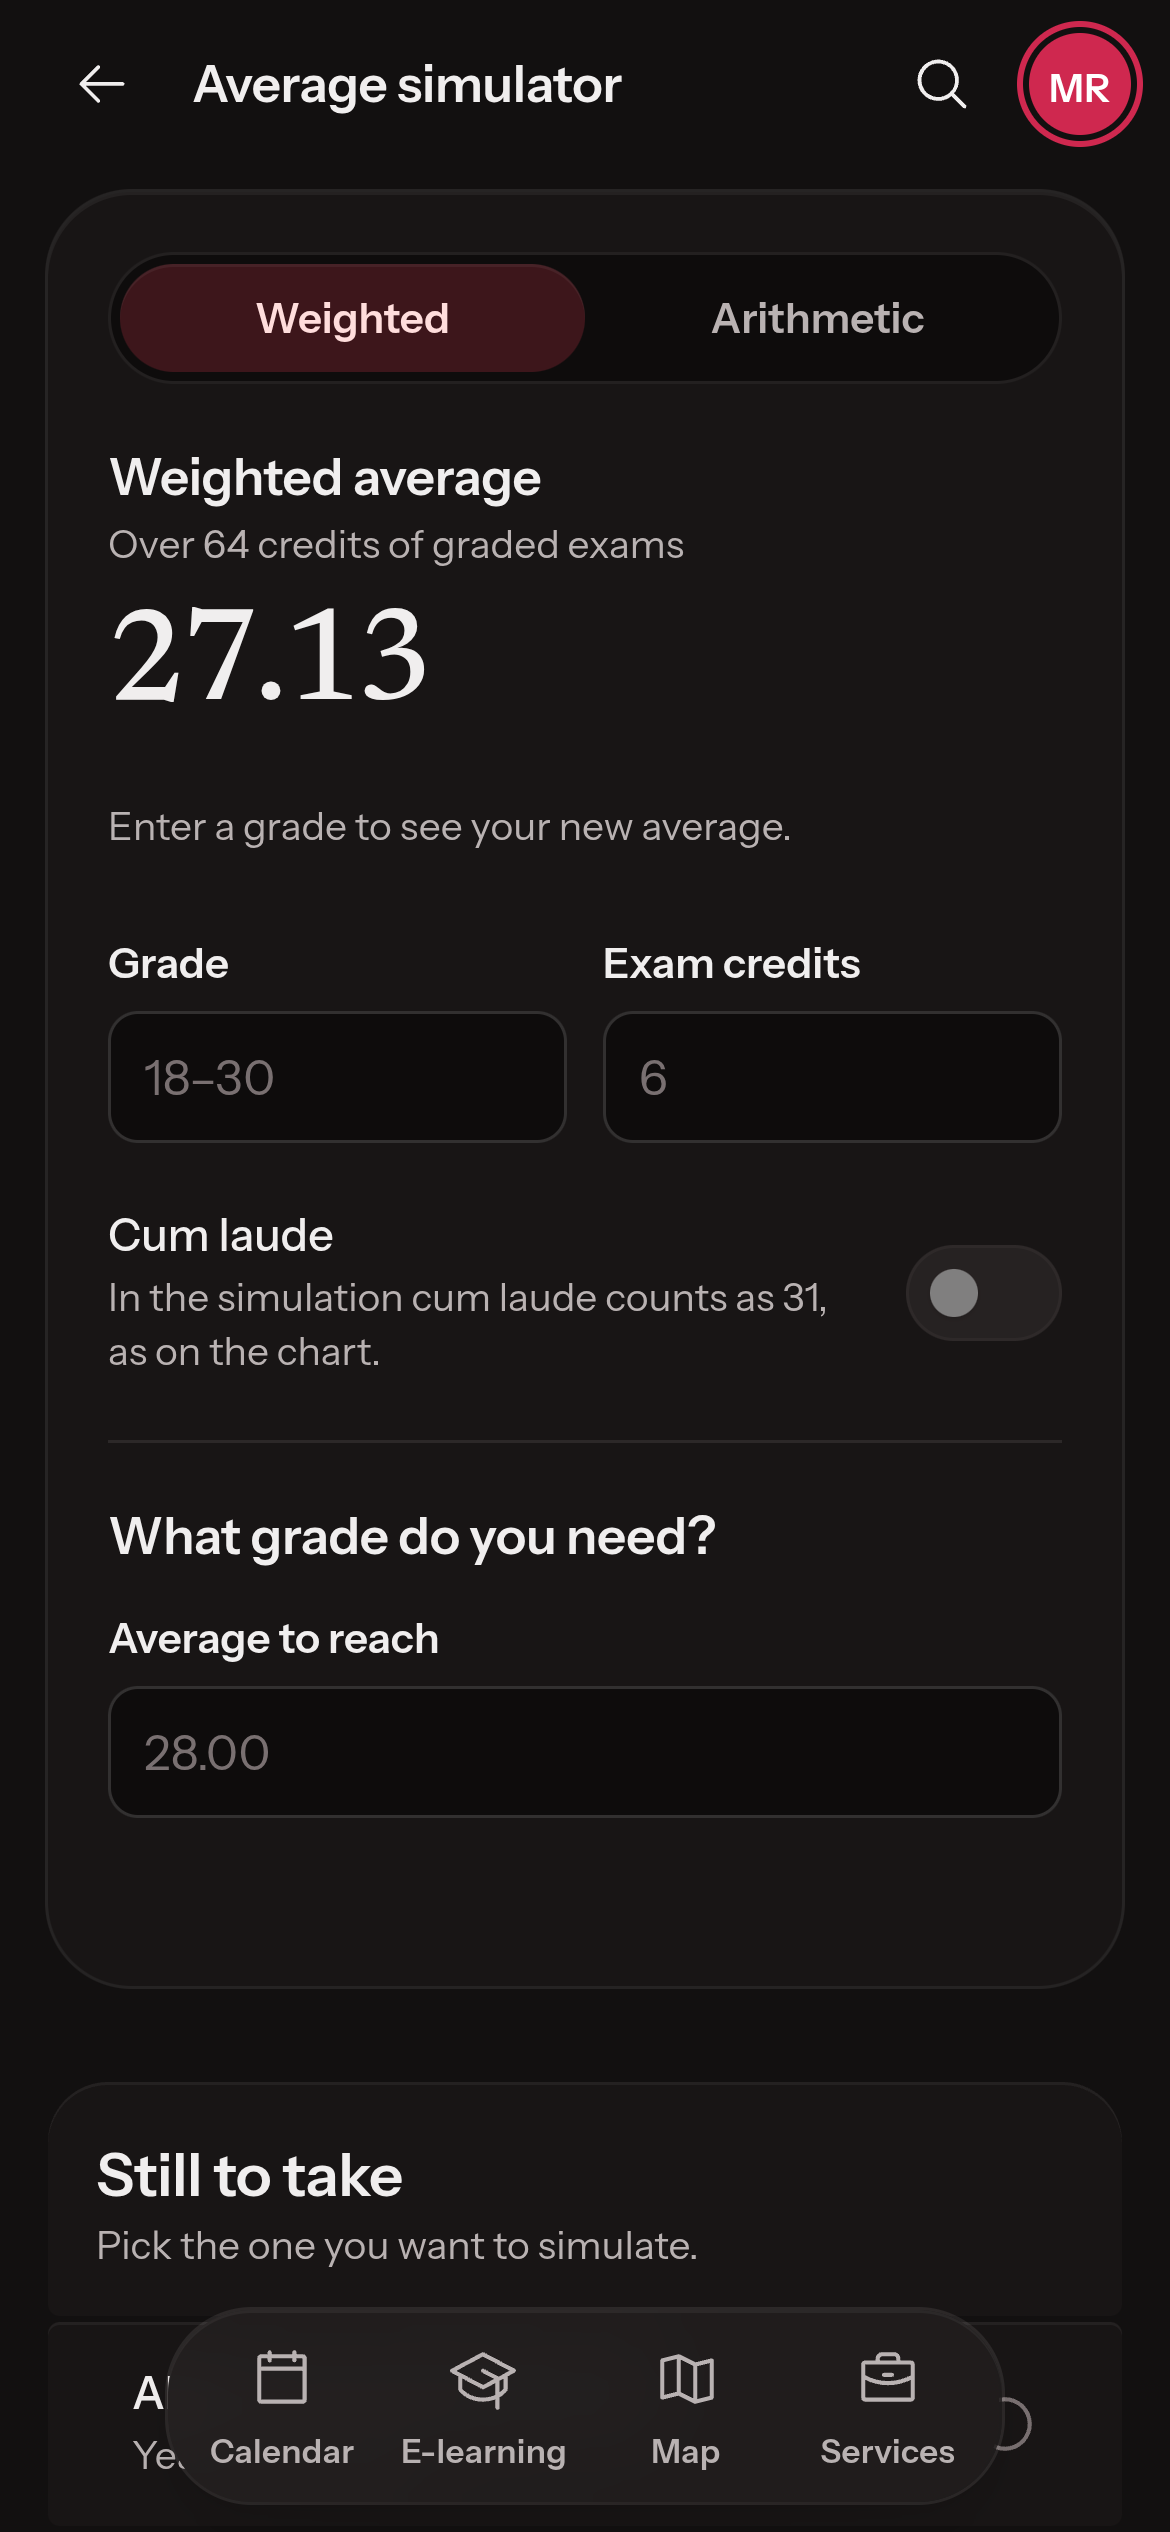 Average simulator
MR
Weighted
Arithmetic
Weighted average
Over 64 credits of graded exams
27.13
Enter a grade to see your new average.
Grade
Exam credits
18–30
6
Cum laude
In the simulation cum laude counts as 31,
as on the chart.
What grade do you need?
Average to reach
28.00
Still to take
Pick the one you want to simulate.
Calendar
E-learning
Map
Services